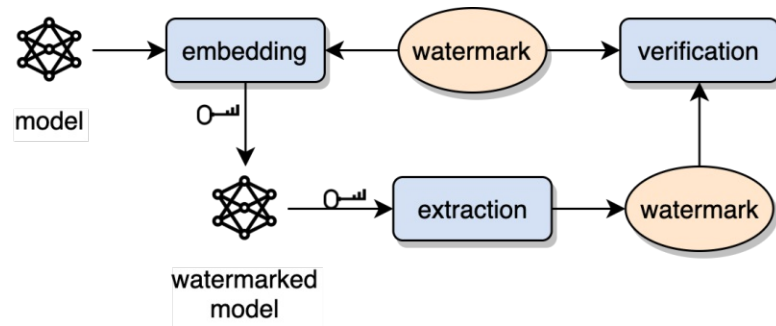 embedding
watermark
verification
model
extraction
watermark
watermarked
model